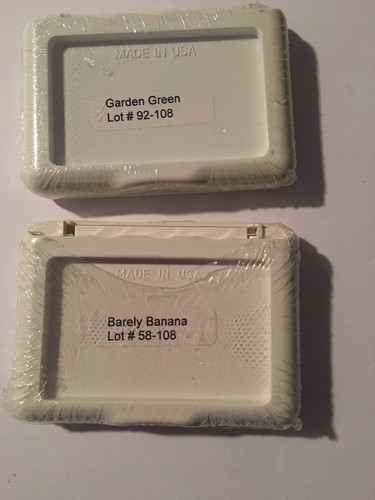 MADE IN USA
Garden Green
Lot # 92-108
MADE IN USA
Barely Banana
Lot # 58-108